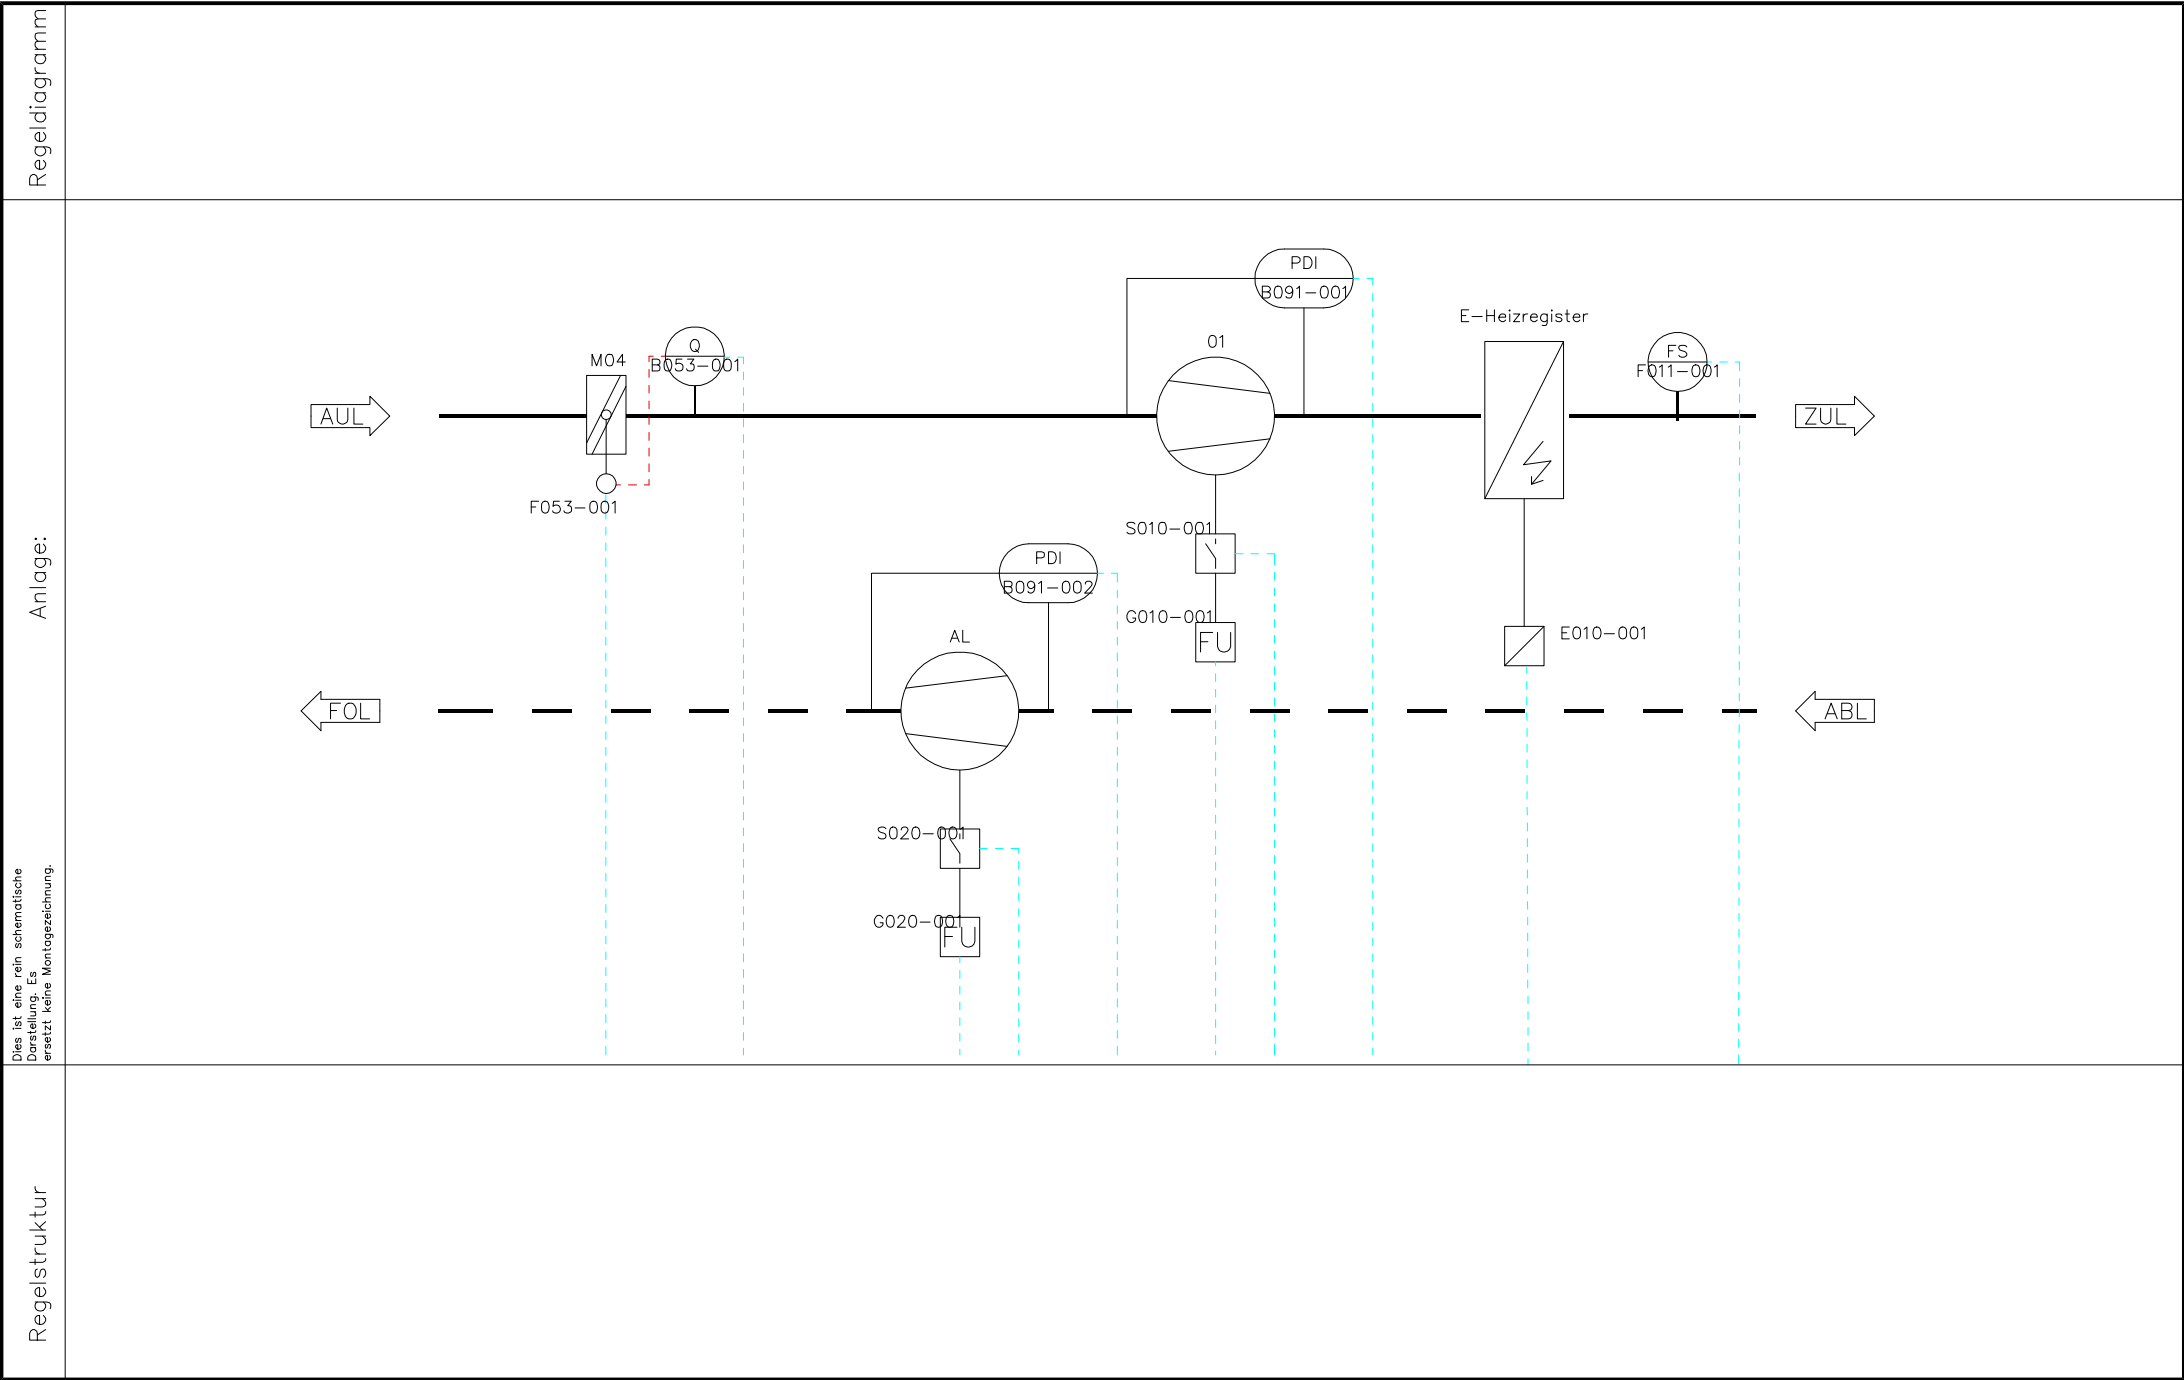 Regeldiagramm
PDI
B091-001
E-Heizregister
01
Q
B053-001
M04
FS
F011-001
AUL
ZUL
F053-001
S010-001
Anlage:
PDI
B091-002
G010-001
FU
AL
E010-001
FOL
ABL
S020-001
G020-001
FU
Dies ist eine rein schematische
Darstellung. Es
ersetzt keine Montagezeichnung.
Regelstruktur